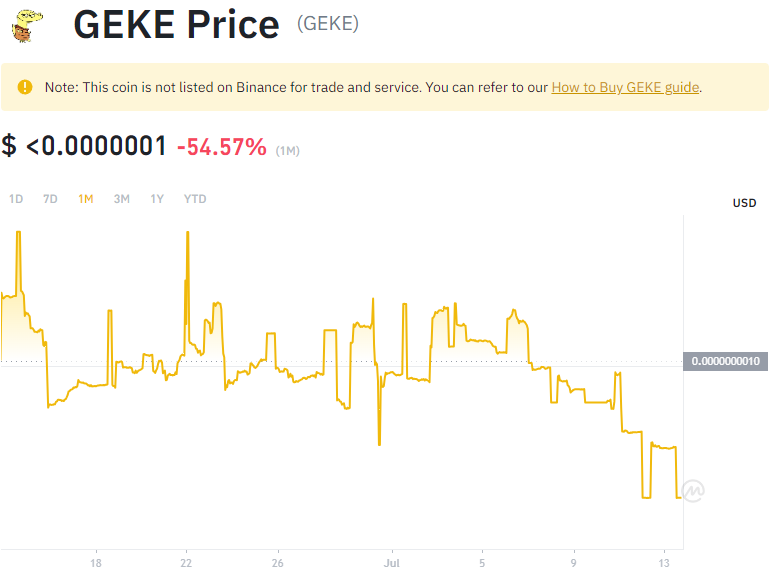 GEKE Price (GEKE)
Note: This coin is not listed on Binance for trade and service. You can refer to our How to Buy GEKE guide.
$ <0.0000001 -54.57% (1M)
1D 7D 1M 3M 1Y YTD
USD
0.0000000010
18 22 26 Jul 5 9 13